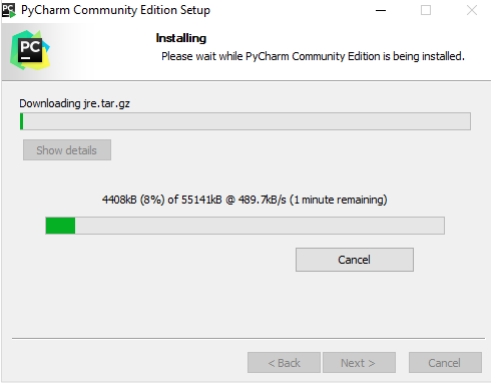 PyCharm Community Edition Setup
PC
Installing
Please wait while PyCharm Community Edition is being installed.
Downloading jre.tar.gz
Show details
4408kB (8%) of 55141kB @ 489.7kB/s (1 minute remaining)
Cancel
< Back Next > Cancel